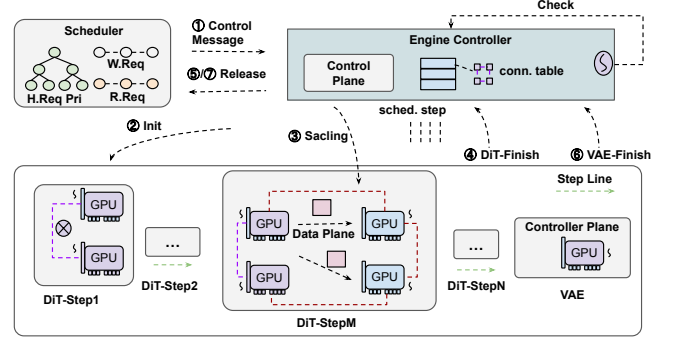 Check
Scheduler
① Control
Message
Engine Controller
W.Req
H.Req Pri
R.Req
⑤/⑦ Release
Control
Plane
conn. table
sched. step
② Init
③ Sacling
④ DiT-Finish
⑥ VAE-Finish
Step Line
GPU
GPU
DiT-Step1
...
DiT-Step2
GPU
GPU
Data Plane
GPU
GPU
DiT-StepM
...
DiT-StepN
Controller Plane
GPU
VAE